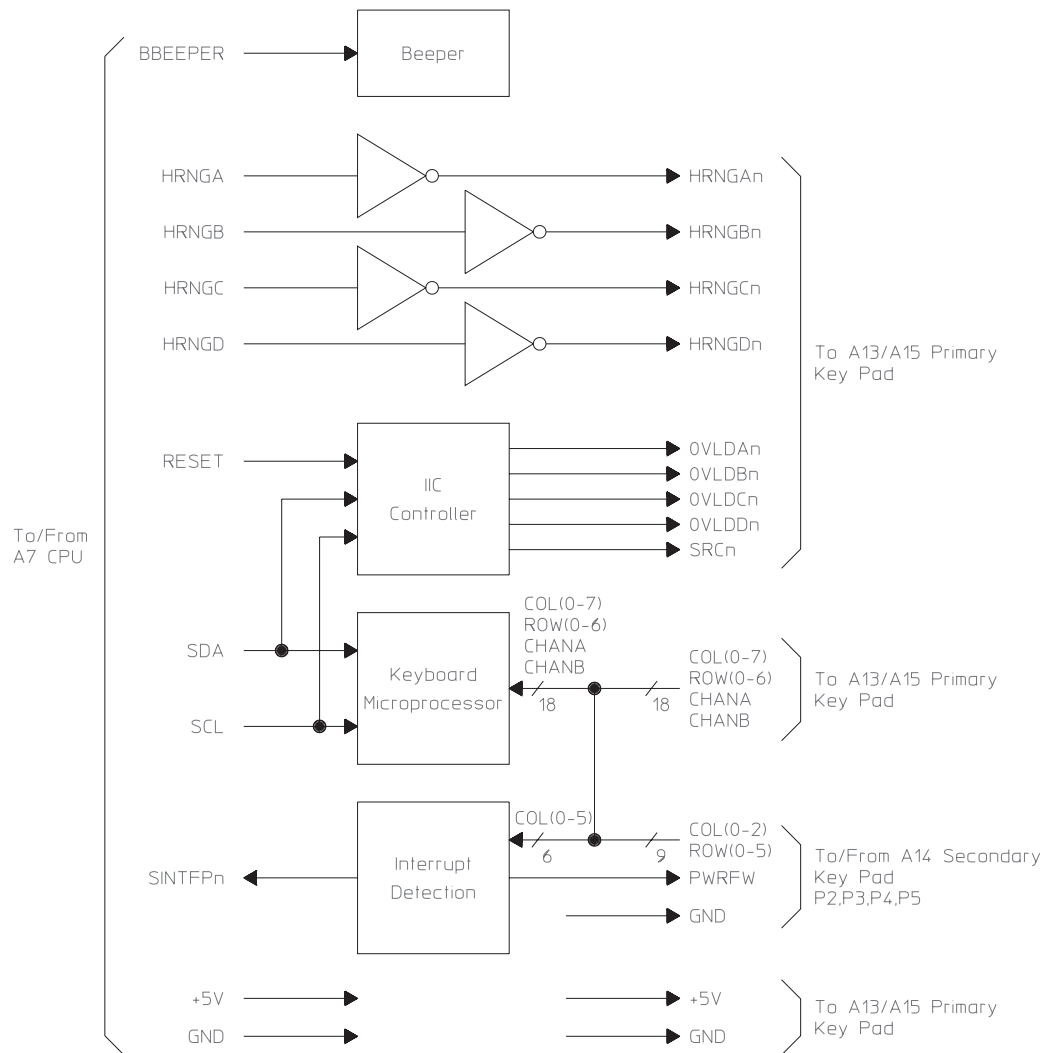 BBEEPER
Beeper
HRNGA
HRNGAn
HRNGB
HRNGBn
HRNGC
HRNGCn
HRNGD
HRNGDn
To A13/A15 Primary
Key Pad
RESET
IIC
Controller
OVLDAn
OVLDBn
OVLDCn
OVLDDn
SRCn
To/From
A7 CPU
SDA
SCL
Keyboard
Microprocessor
COL(0-7)
ROW(0-6)
CHANA
CHANB
18
18
COL(0-7)
ROW(0-6)
CHANA
CHANB
To A13/A15 Primary
Key Pad
SINTFPn
Interrupt
Detection
COL(0-5)
6
9
COL(0-2)
ROW(0-5)
PWRFW
GND
To/From A14 Secondary
Key Pad
P2,P3,P4,P5
+5V
GND
+5V
GND
To A13/A15 Primary
Key Pad